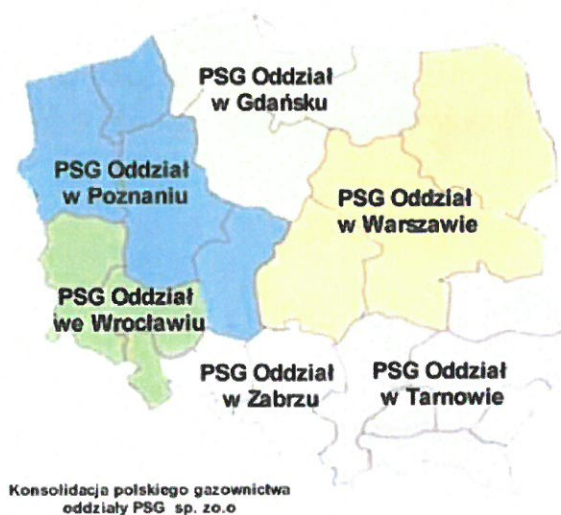 PSG Oddział
w Gdańsku
PSG Oddział
w Poznaniu
PSG Oddział
w Warszawie
PSG Oddział
we Wrocławiu
PSG Oddział
w Zabrzu
PSG Oddział
w Tarnowie
Konsolidacja polskiego gazownictwa
oddziały PSG sp. zo.o